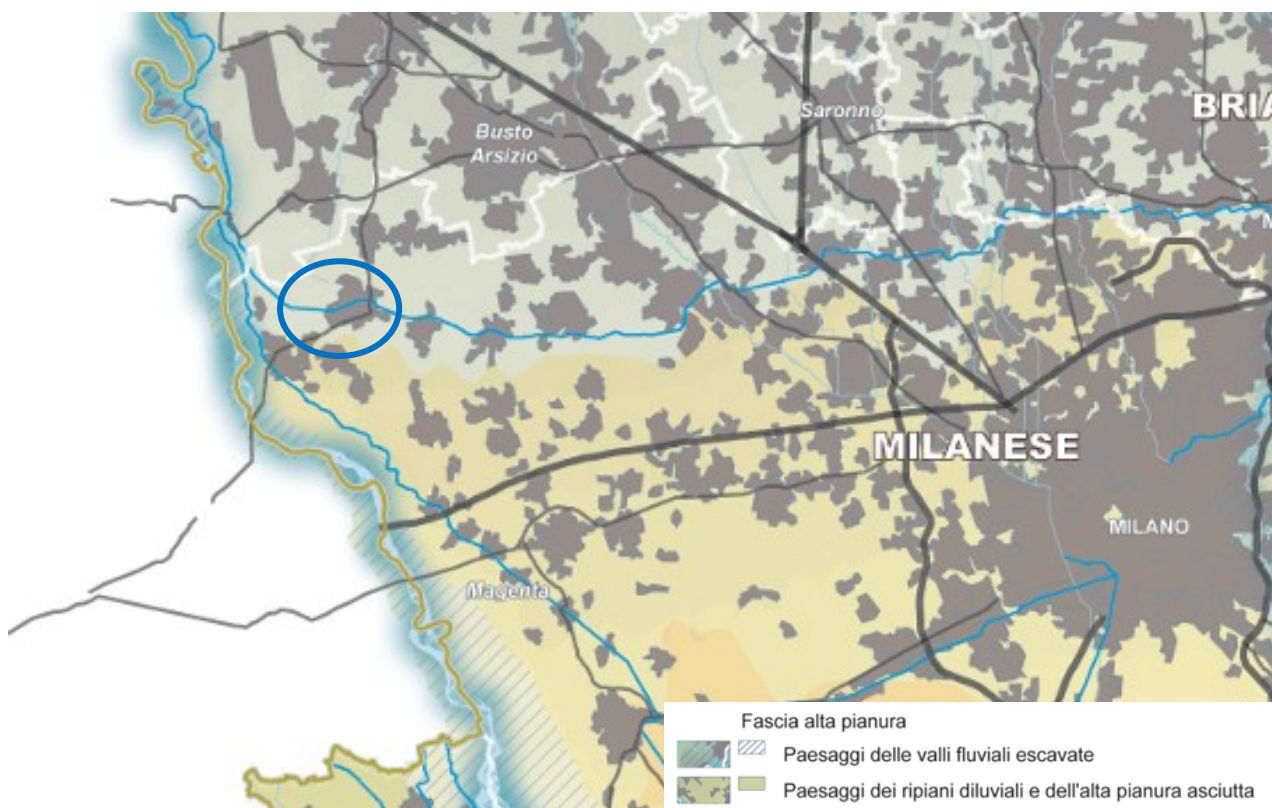 BRIA
Saronno
Busto
Arsizio
MILANESE
MILANO
Magenta
Fascia alta pianura
Paesaggi delle valli fluviali escavate
Paesaggi dei ripiani diluviali e dell'alta pianura asciutta